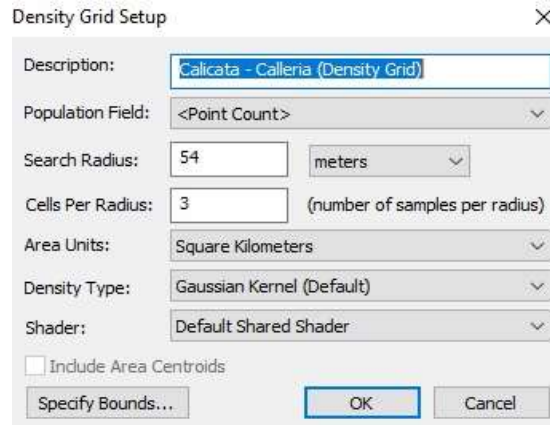 Density Grid Setup
Description: Calicata - Calleria (Density Grid)
Population Field: <Point Count>
Search Radius: 54 meters
Cells Per Radius: 3 (number of samples per radius)
Area Units: Square Kilometers
Density Type: Gaussian Kernel (Default)
Shader: Default Shared Shader
Include Area Centroids
Specify Bounds... OK Cancel